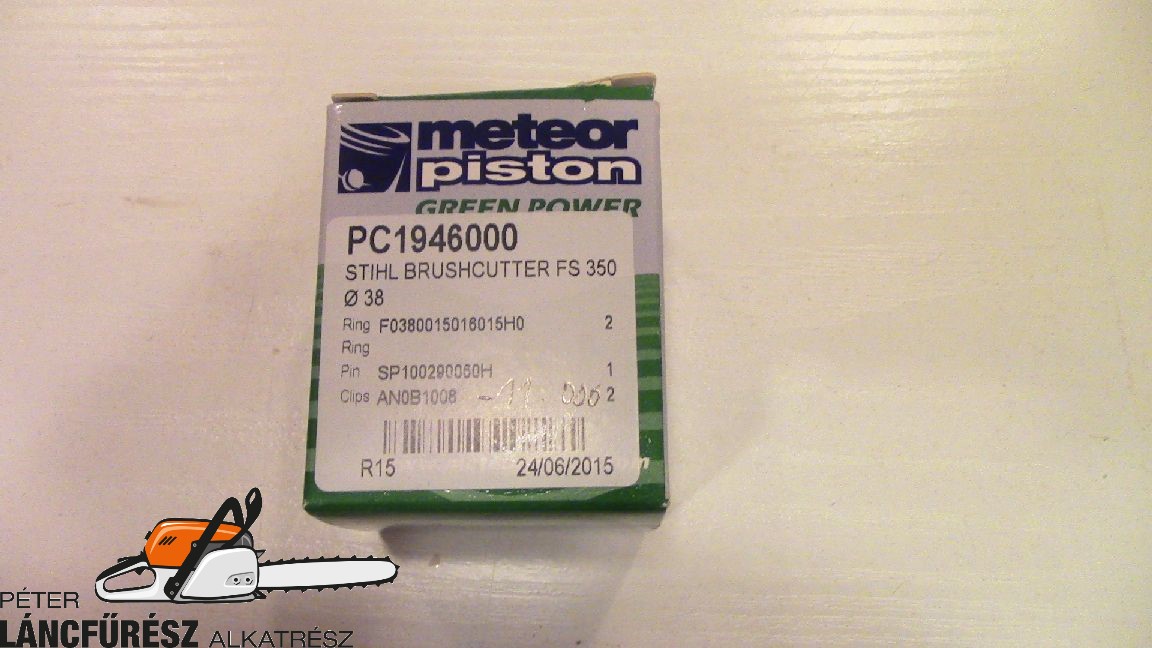 meteor
piston
GREEN POWER
PC1946000
STIHL BRUSHCUTTER FS 350
Ø 38
Ring F0380015016015H0 2
Ring
Pin SP100290060H 1
Clips AN0B1008 2
R15 24/06/2015
PÉTER
LÁNCFŰRÉSZ ALKATRÉSZ